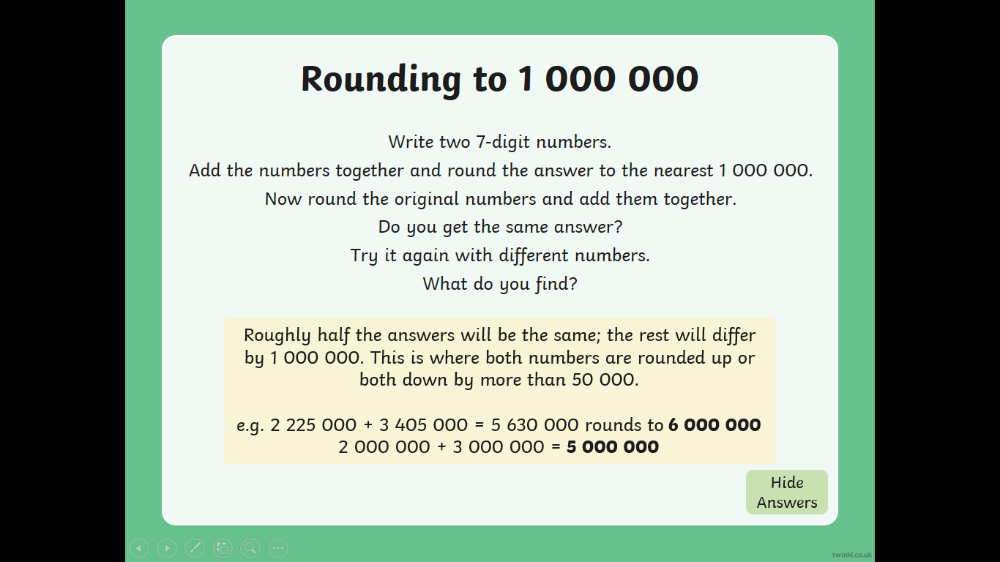 Rounding to 1 000 000
Write two 7-digit numbers.
Add the numbers together and round the answer to the nearest 1 000 000.
Now round the original numbers and add them together.
Do you get the same answer?
Try it again with different numbers.
What do you find?
Roughly half the answers will be the same; the rest will differ
by 1 000 000. This is where both numbers are rounded up or
both down by more than 50 000.
e.g. 2 225 000 + 3 405 000 = 5 630 000 rounds to 6 000 000
2 000 000 + 3 000 000 = 5 000 000
Hide
Answers
twinkl.co.uk